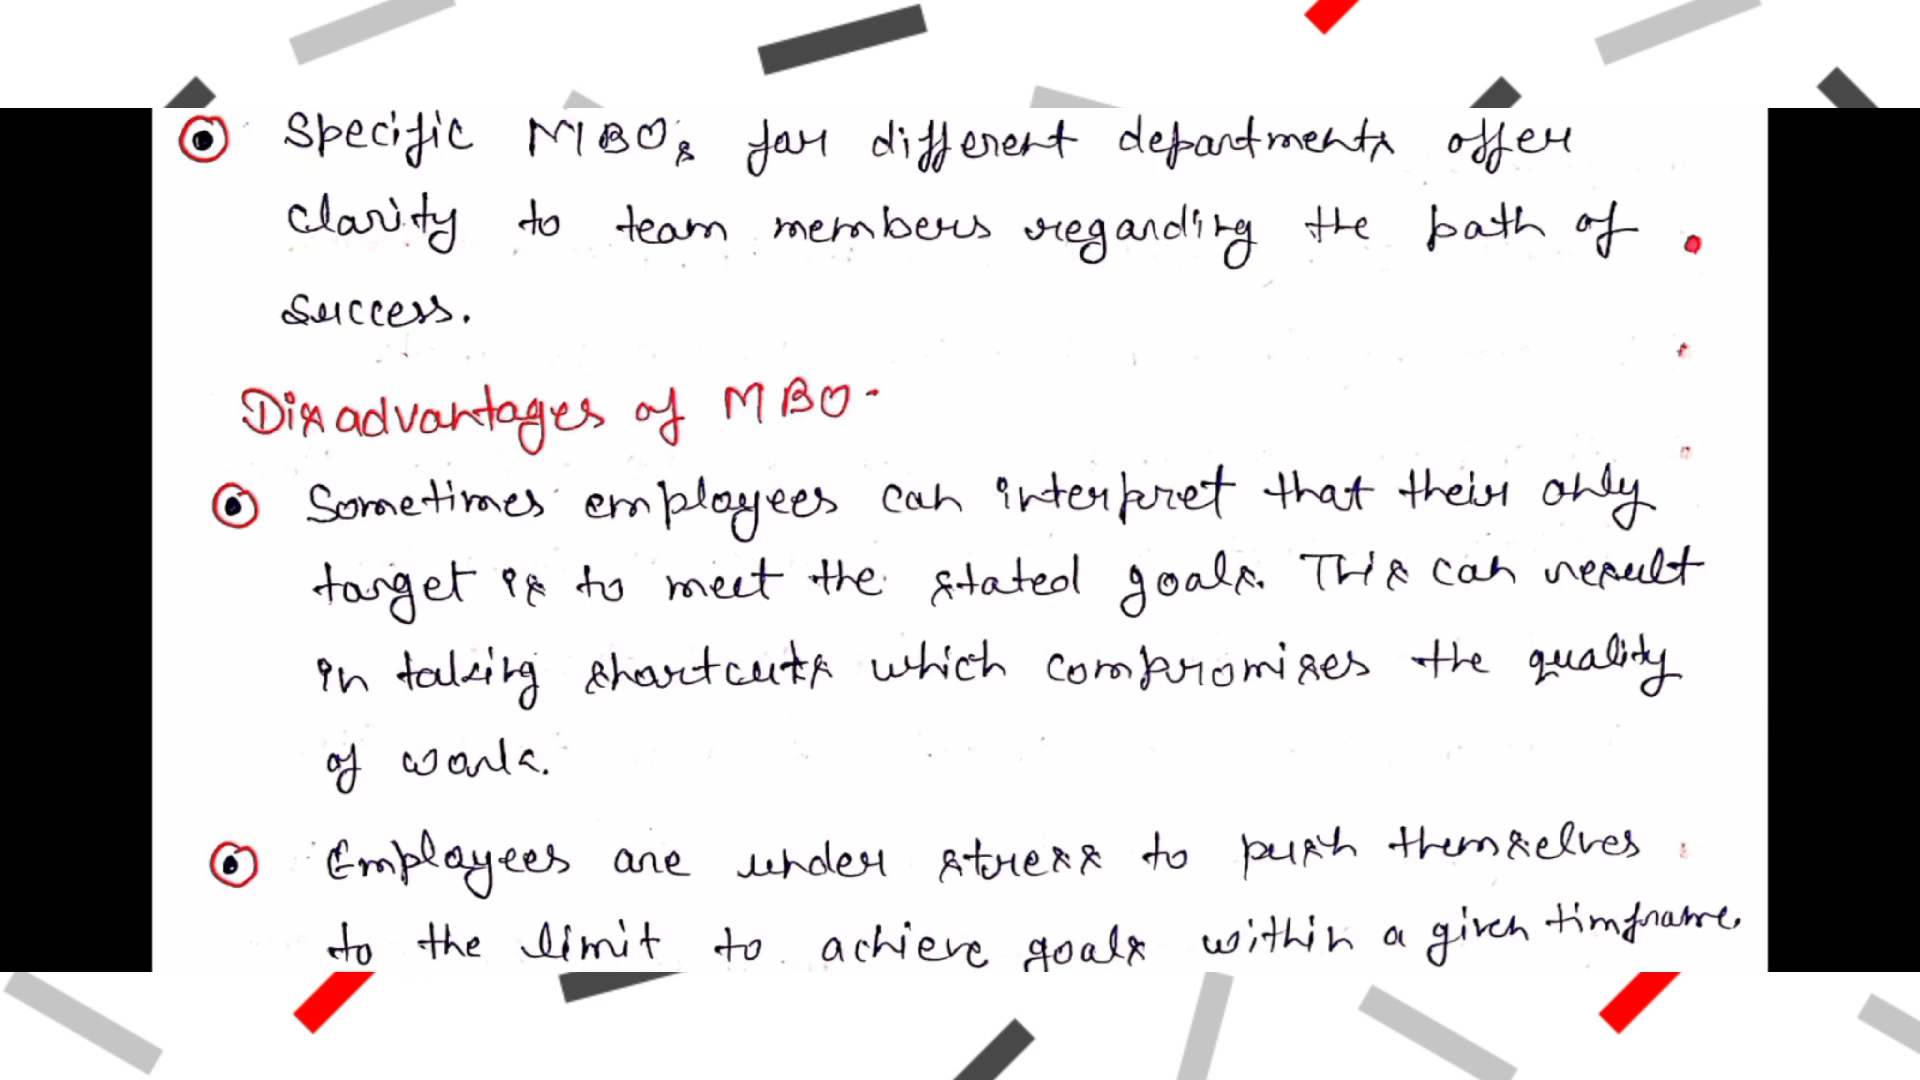 Specific MBOs for different departments offer
clarity to team members regarding the path of
success.
Disadvantages of MBO-
Sometimes employees can interpret that their only
target is to meet the stated goals. This can result
in taking shortcuts which compromises the quality
of work.
Employees are under stress to push themselves
to the limit to achieve goals within a given timframe.